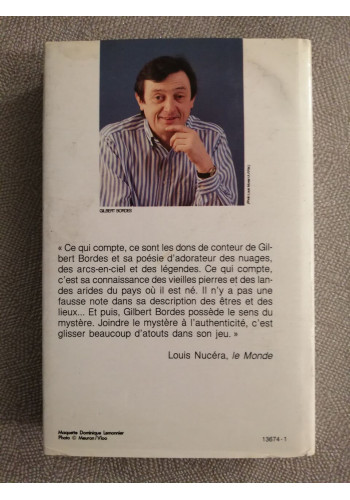 GILBERT BORDES
« Ce qui compte, ce sont les dons de conteur de Gil-
bert Bordes et sa poésie d'adorateur des nuages,
des arcs-en-ciel et des légendes. Ce qui compte,
c'est sa connaissance des vieilles pierres et des lan-
des arides du pays où il est né. Il n'y a pas une
fausse note dans sa description des êtres et des
lieux... Et puis, Gilbert Bordes possède le sens du
mystère. Joindre le mystère à l'authenticité, c'est
glisser beaucoup d'atouts dans son jeu. »
Louis Nucéra, le Monde
Maquette Dominique Lemonnier
Photo © Meuron/Vloo
13674-1